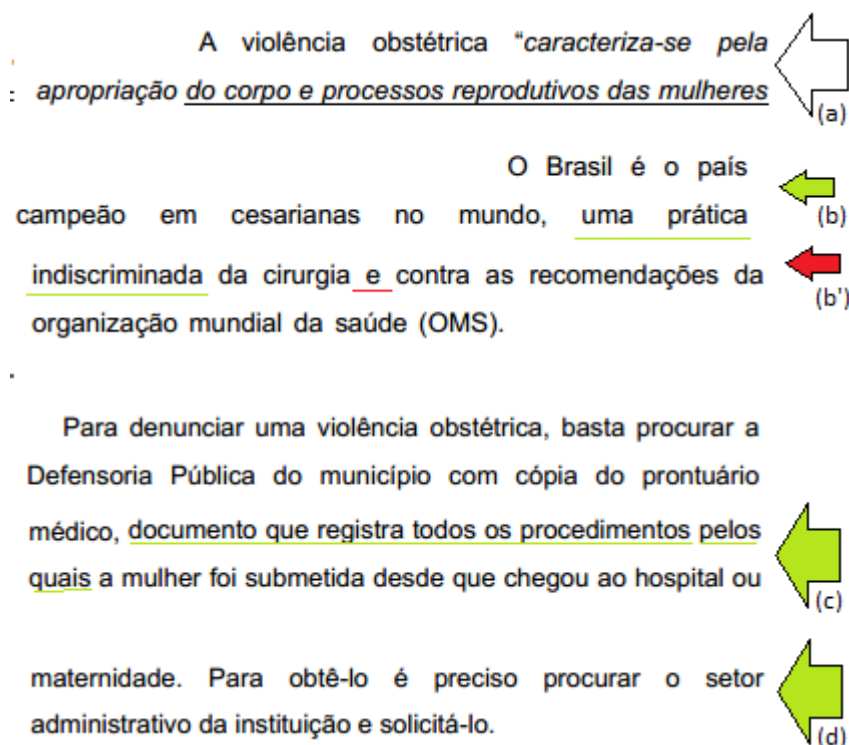 A violência obstétrica “caracteriza-se pela
apropriação do corpo e processos reprodutivos das mulheres
(a)
O Brasil é o país
campeão em cesarianas no mundo, uma prática
(b)
indiscriminada da cirurgia e contra as recomendações da
(b')
organização mundial da saúde (OMS).
Para denunciar uma violência obstétrica, basta procurar a
Defensoria Pública do município com cópia do prontuário
médico, documento que registra todos os procedimentos pelos
quais a mulher foi submetida desde que chegou ao hospital ou
(c)
maternidade. Para obtê-lo é preciso procurar o setor
administrativo da instituição e solicitá-lo.
(d)